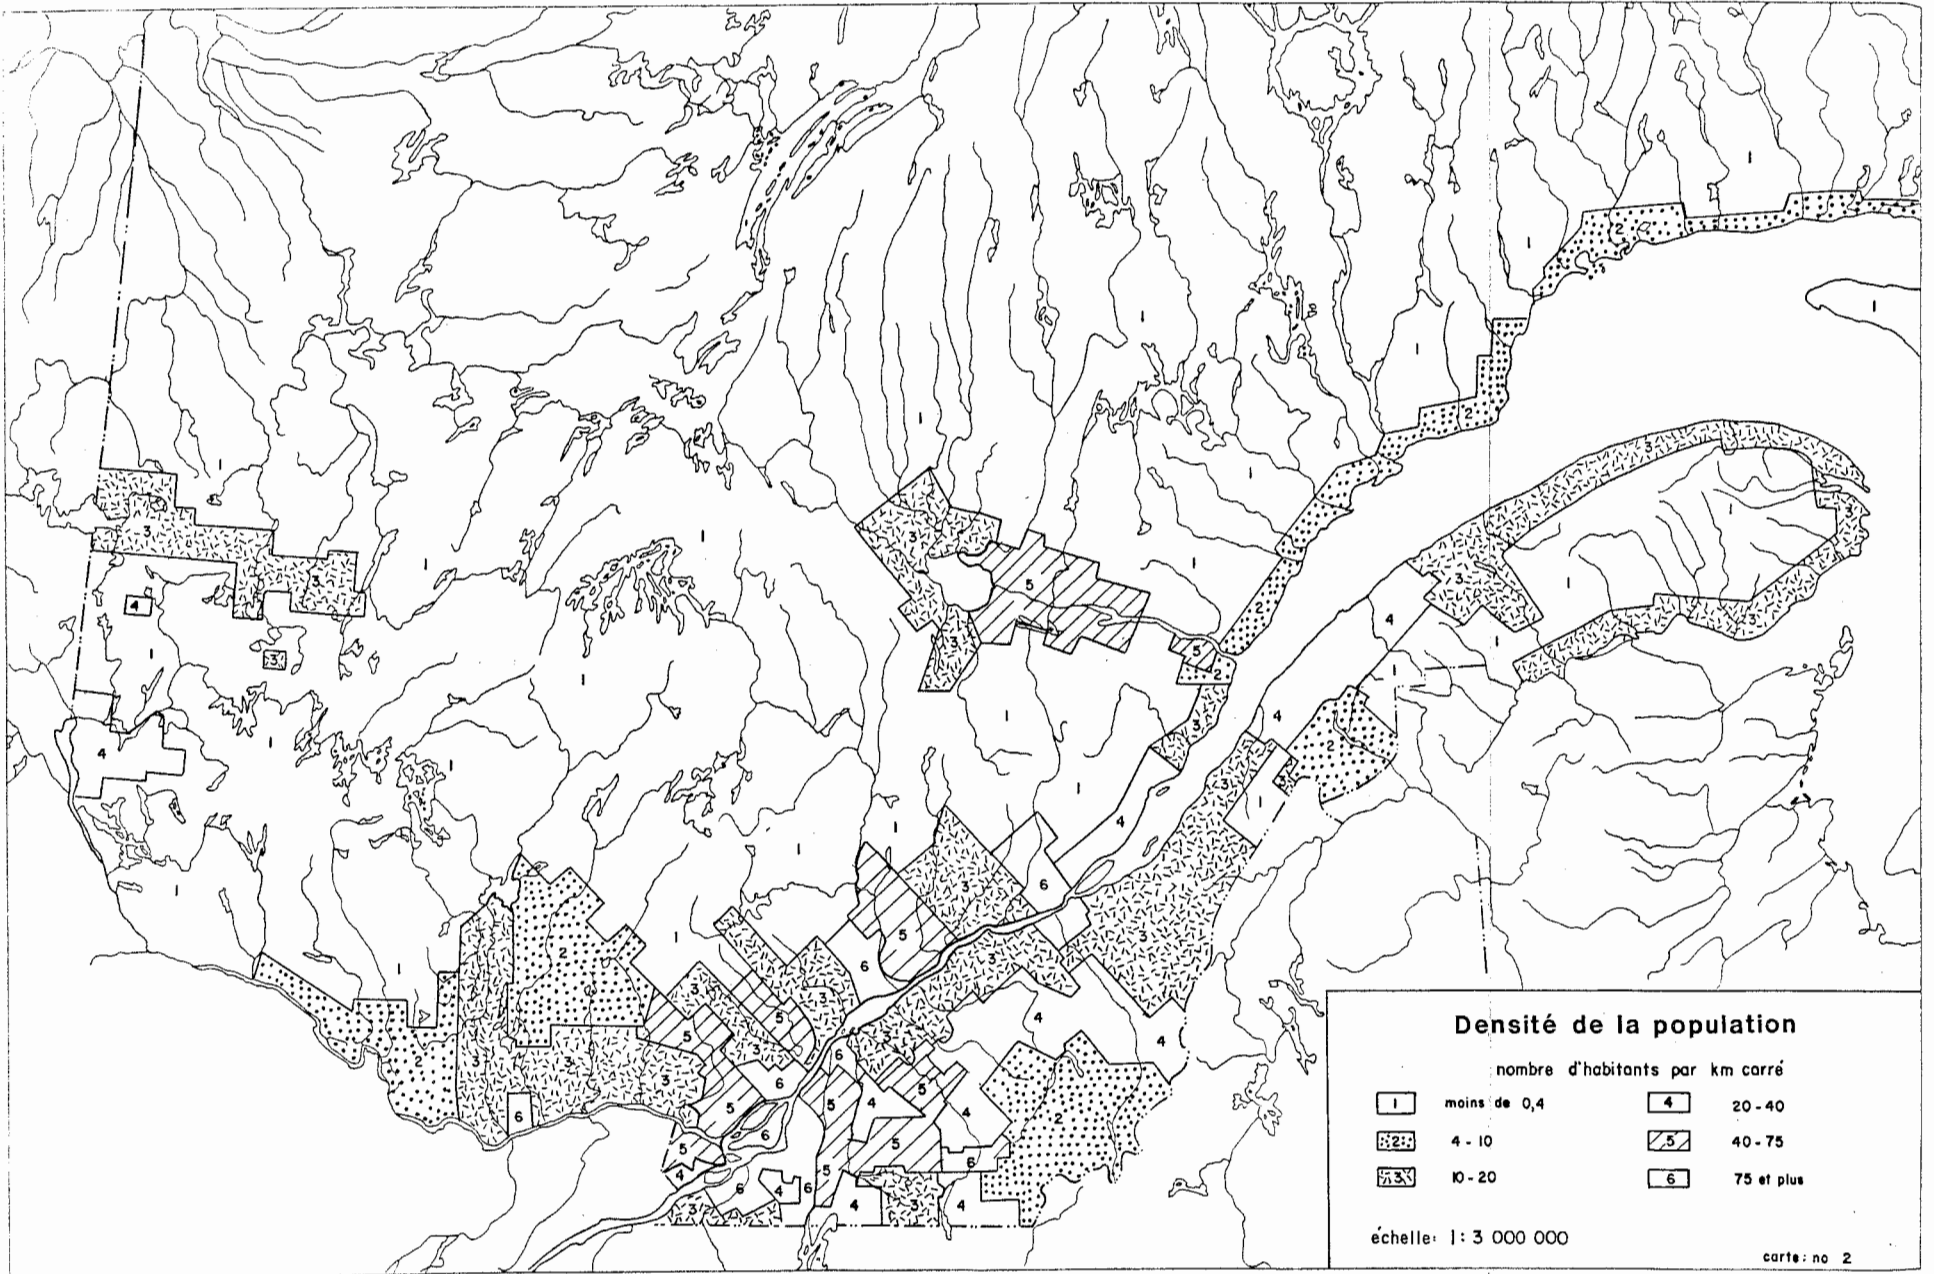 Densité de la population
nombre d'habitants par km carré
1 moins de 0,4
2 4 - 10
3 10 - 20
4 20 - 40
5 40 - 75
6 75 et plus
échelle: 1: 3 000 000
carte: no 2